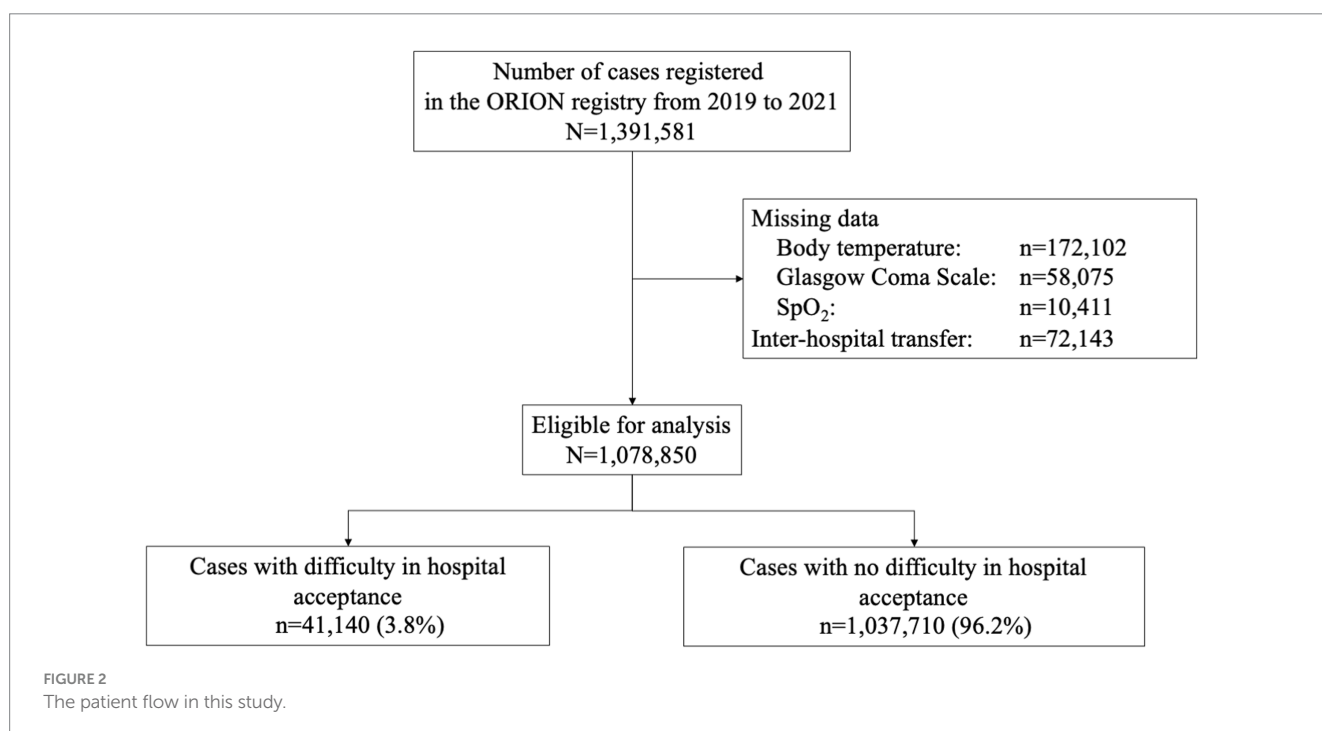 Number of cases registered
in the ORION registry from 2019 to 2021
N=1,391,581
Missing data
Body temperature: n=172,102
Glasgow Coma Scale: n=58,075
SpO₂: n=10,411
Inter-hospital transfer: n=72,143
Eligible for analysis
N=1,078,850
Cases with difficulty in hospital
acceptance
n=41,140 (3.8%)
Cases with no difficulty in hospital
acceptance
n=1,037,710 (96.2%)
FIGURE 2
The patient flow in this study.